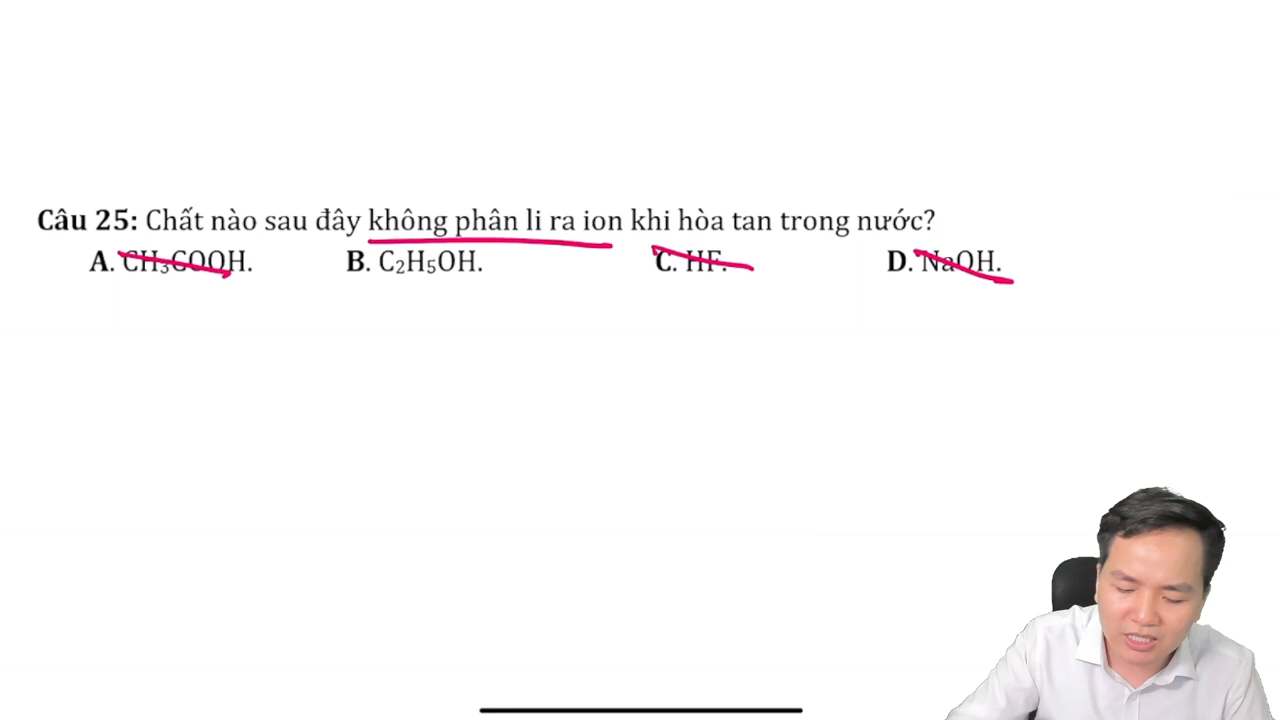 Câu 25: Chất nào sau đây không phân li ra ion khi hòa tan trong nước?
A. CH₃COOH. B. C₂H₅OH. C. HF. D. NaOH.